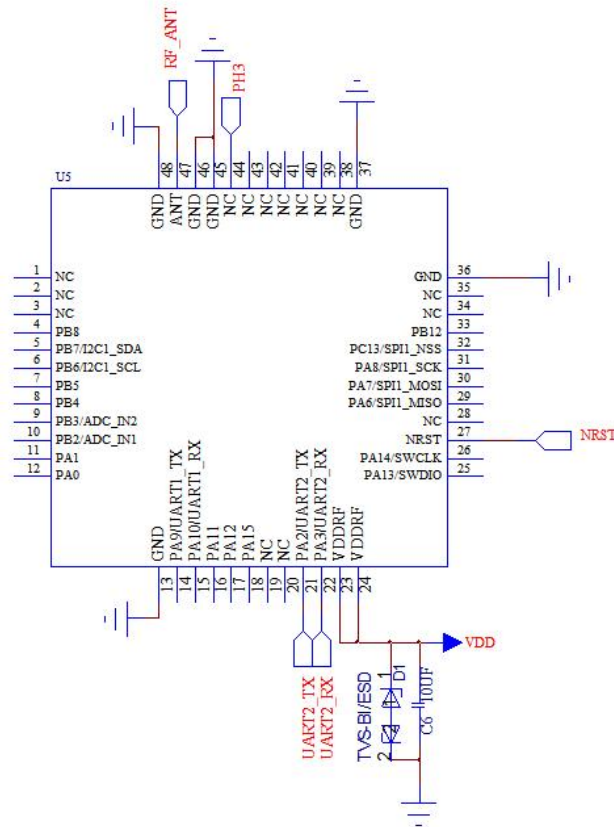 RF_ANT
PH3
U5
48 47 46 45 44 43 42 41 40 39 38 37
GND ANT GND GND NC NC NC NC NC NC NC GND
1 NC
2 NC
3 NC
4 PB8
5 PB7/I2C1_SDA
6 PB6/I2C1_SCL
7 PB5
8 PB4
9 PB3/ADC_IN2
10 PB2/ADC_IN1
11 PA1
12 PA0
GND 36
NC 35
NC 34
PB12 33
PC13/SPI1_NSS 32
PA8/SPI1_SCK 31
PA7/SPI1_MOSI 30
PA6/SPI1_MISO 29
NC 28
NRST 27
NRST
PA14/SWCLK 26
PA13/SWDIO 25
GND PA9/UART1_TX PA10/UART1_RX PA11 PA12 PA15 NC NC PA2/UART2_TX PA3/UART2_RX VDDRF VDDRF
13 14 15 16 17 18 19 20 21 22 23 24
VDD
UART2_TX
UART2_RX
TVS-BI/ESD
1
2
D1
C6 10UF